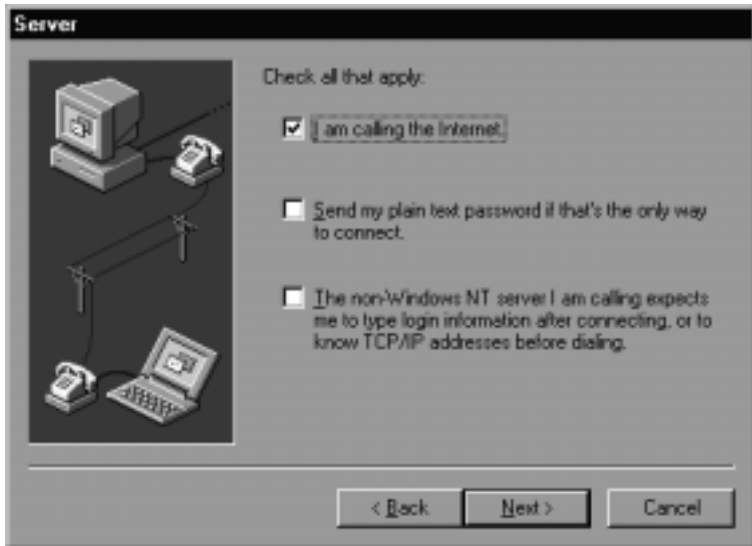 Server
Check all that apply:
I am calling the Internet.
Send my plain text password if that's the only way
to connect.
The non-Windows NT server I am calling expects
me to type login information after connecting, or to
know TCP/IP addresses before dialing.
< Back
Next >
Cancel